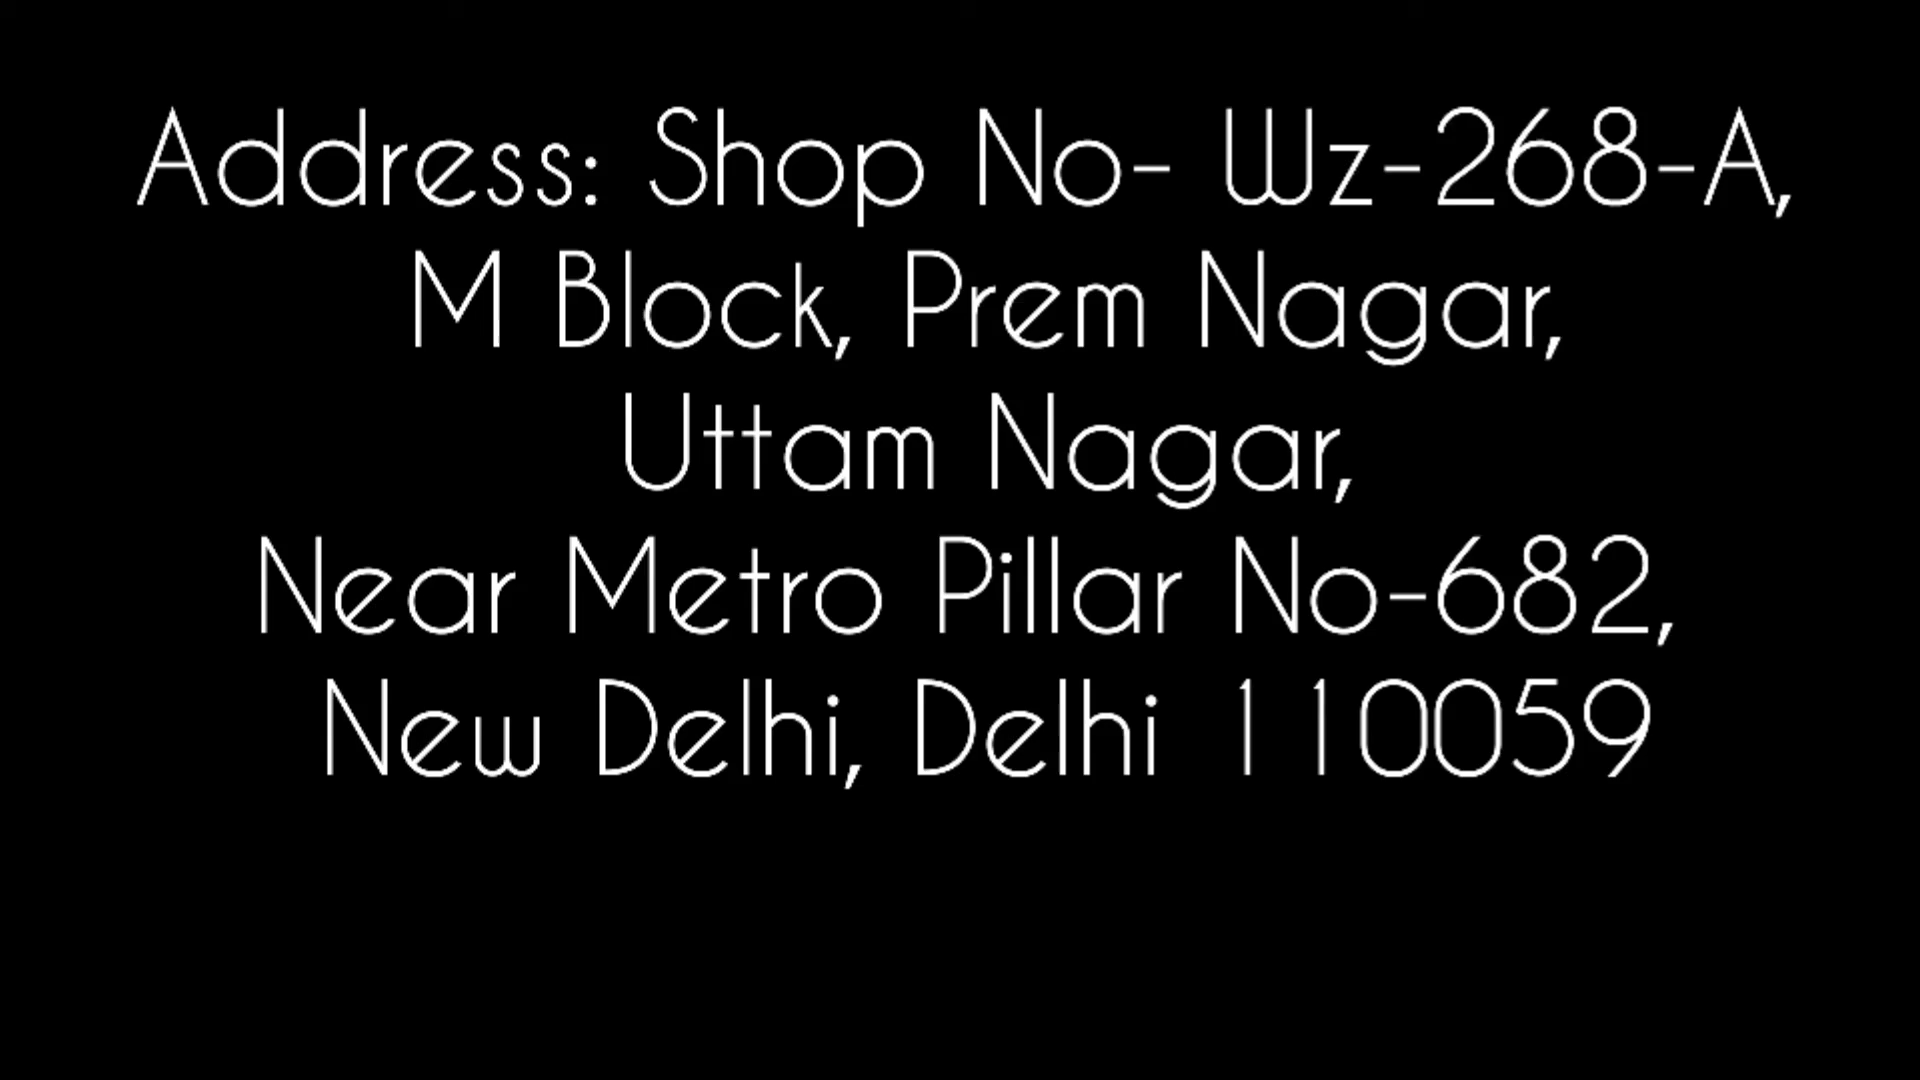 Address: Shop No- Wz-268-A,
M Block, Prem Nagar,
Uttam Nagar,
Near Metro Pillar No-682,
New Delhi, Delhi 110059